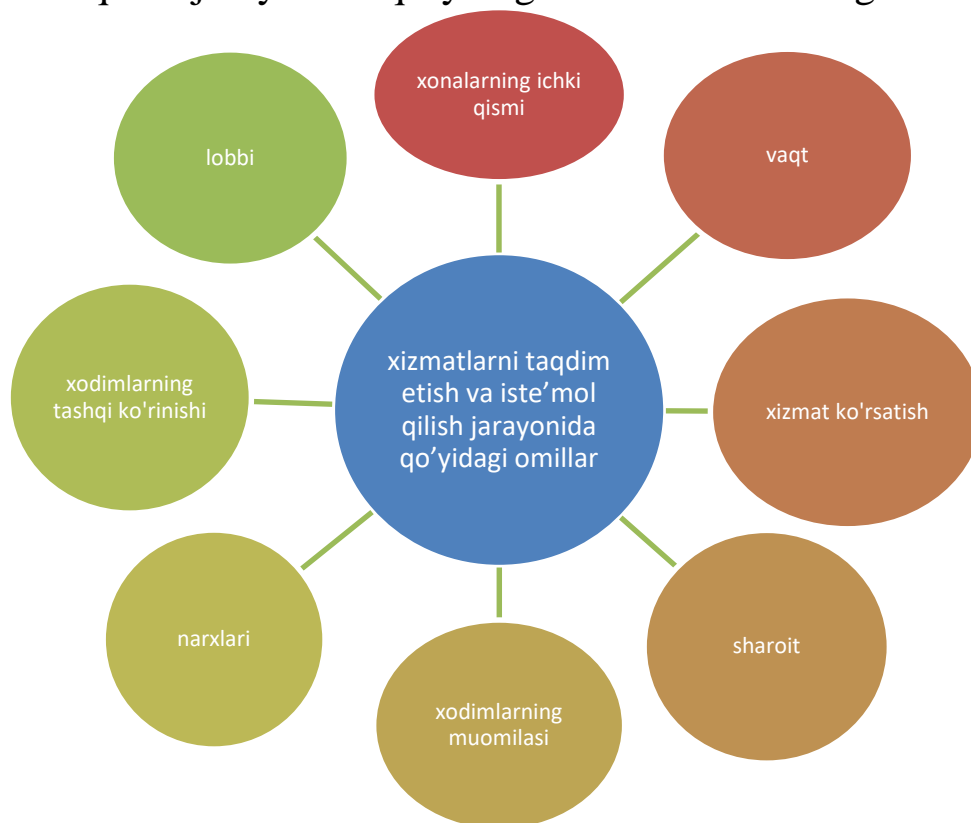 xonalarning ichki
qismi
vaqt
xizmat ko'rsatish
sharoit
xodimlarning
muomilasi
narxlari
xodimlarning
tashqi ko'rinishi
lobbi
xizmatlarni taqdim
etish va iste’mol
qilish jarayonida
qo’yidagi omillar